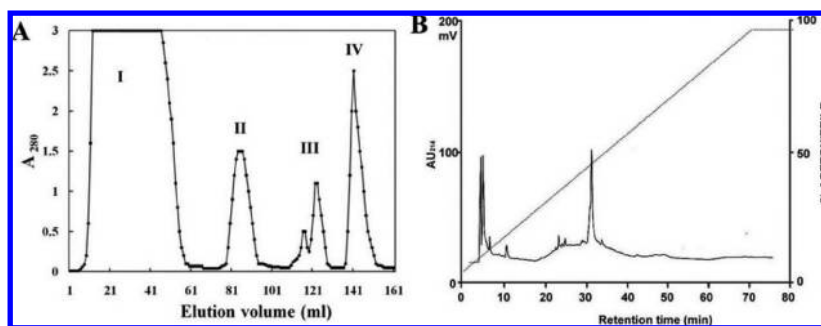 A
I
II
III
IV
3
2.5
2
1.5
1
0.5
0
1 21 41 61 81 101 121 141 161
A 280
Elution volume (ml)
B
200
mV
100
0
AU214
100
50
0
0 10 20 30 40 50 60 70 80
Retention time (min)